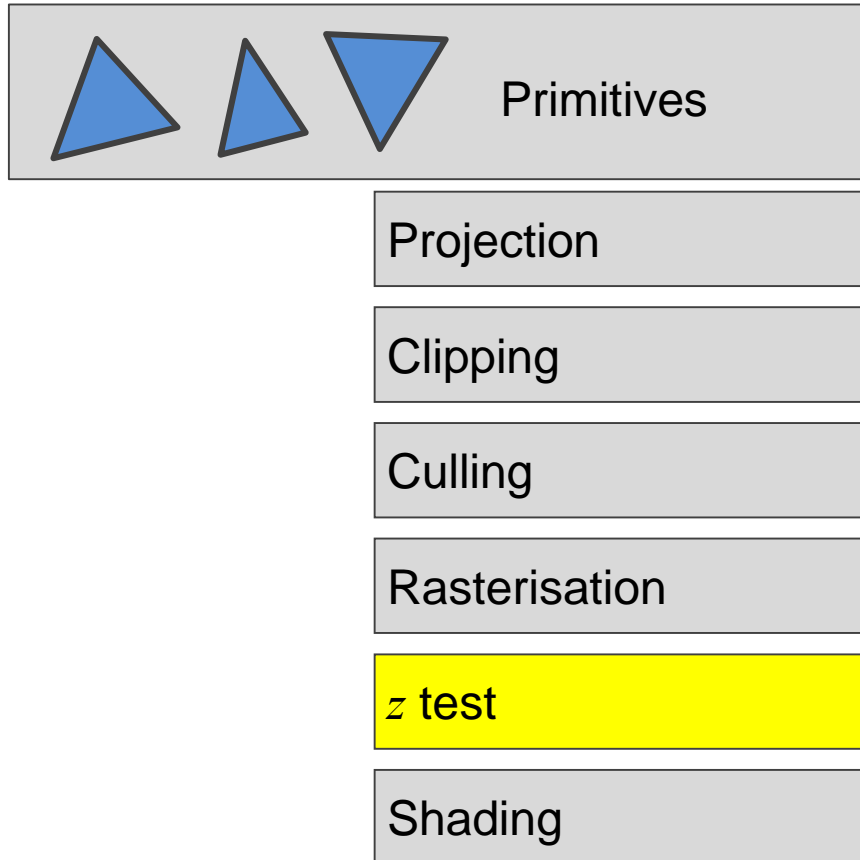 Primitives
Projection
Clipping
Culling
Rasterisation
z test
Shading